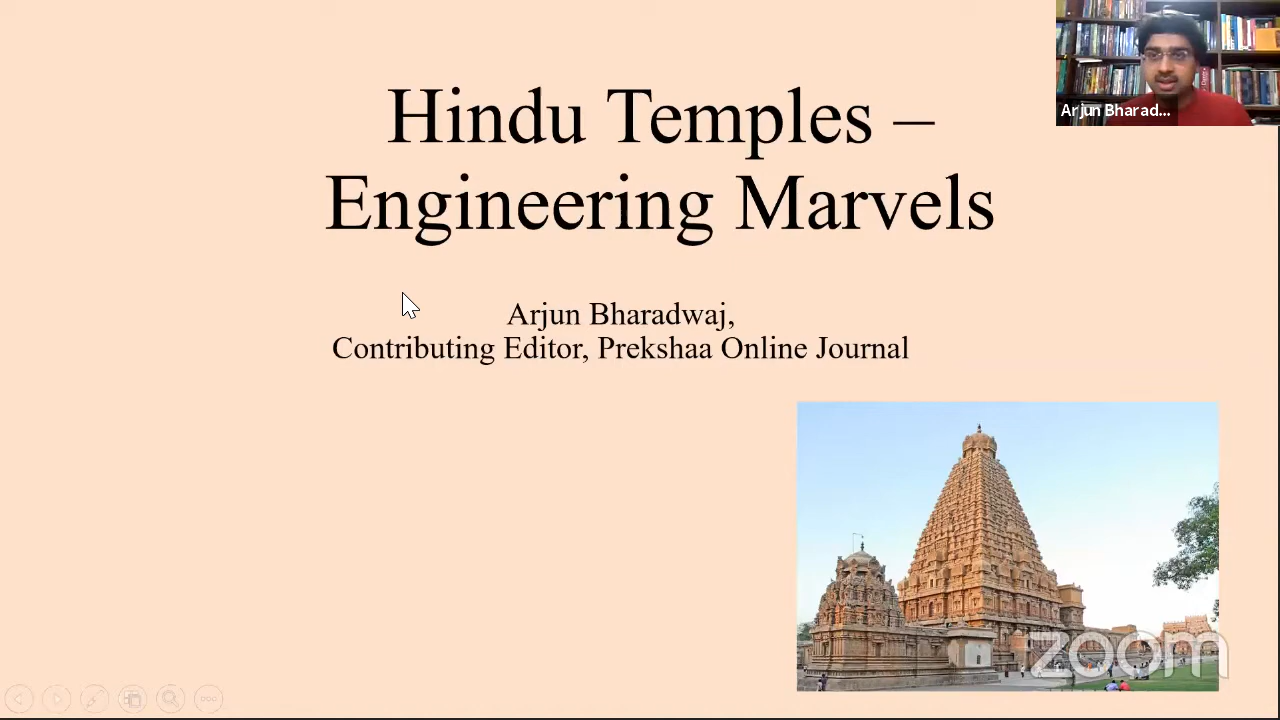 Hindu Temples –
Engineering Marvels
Arjun Bharad...
Arjun Bharadwaj,
Contributing Editor, Prekshaa Online Journal
zoom